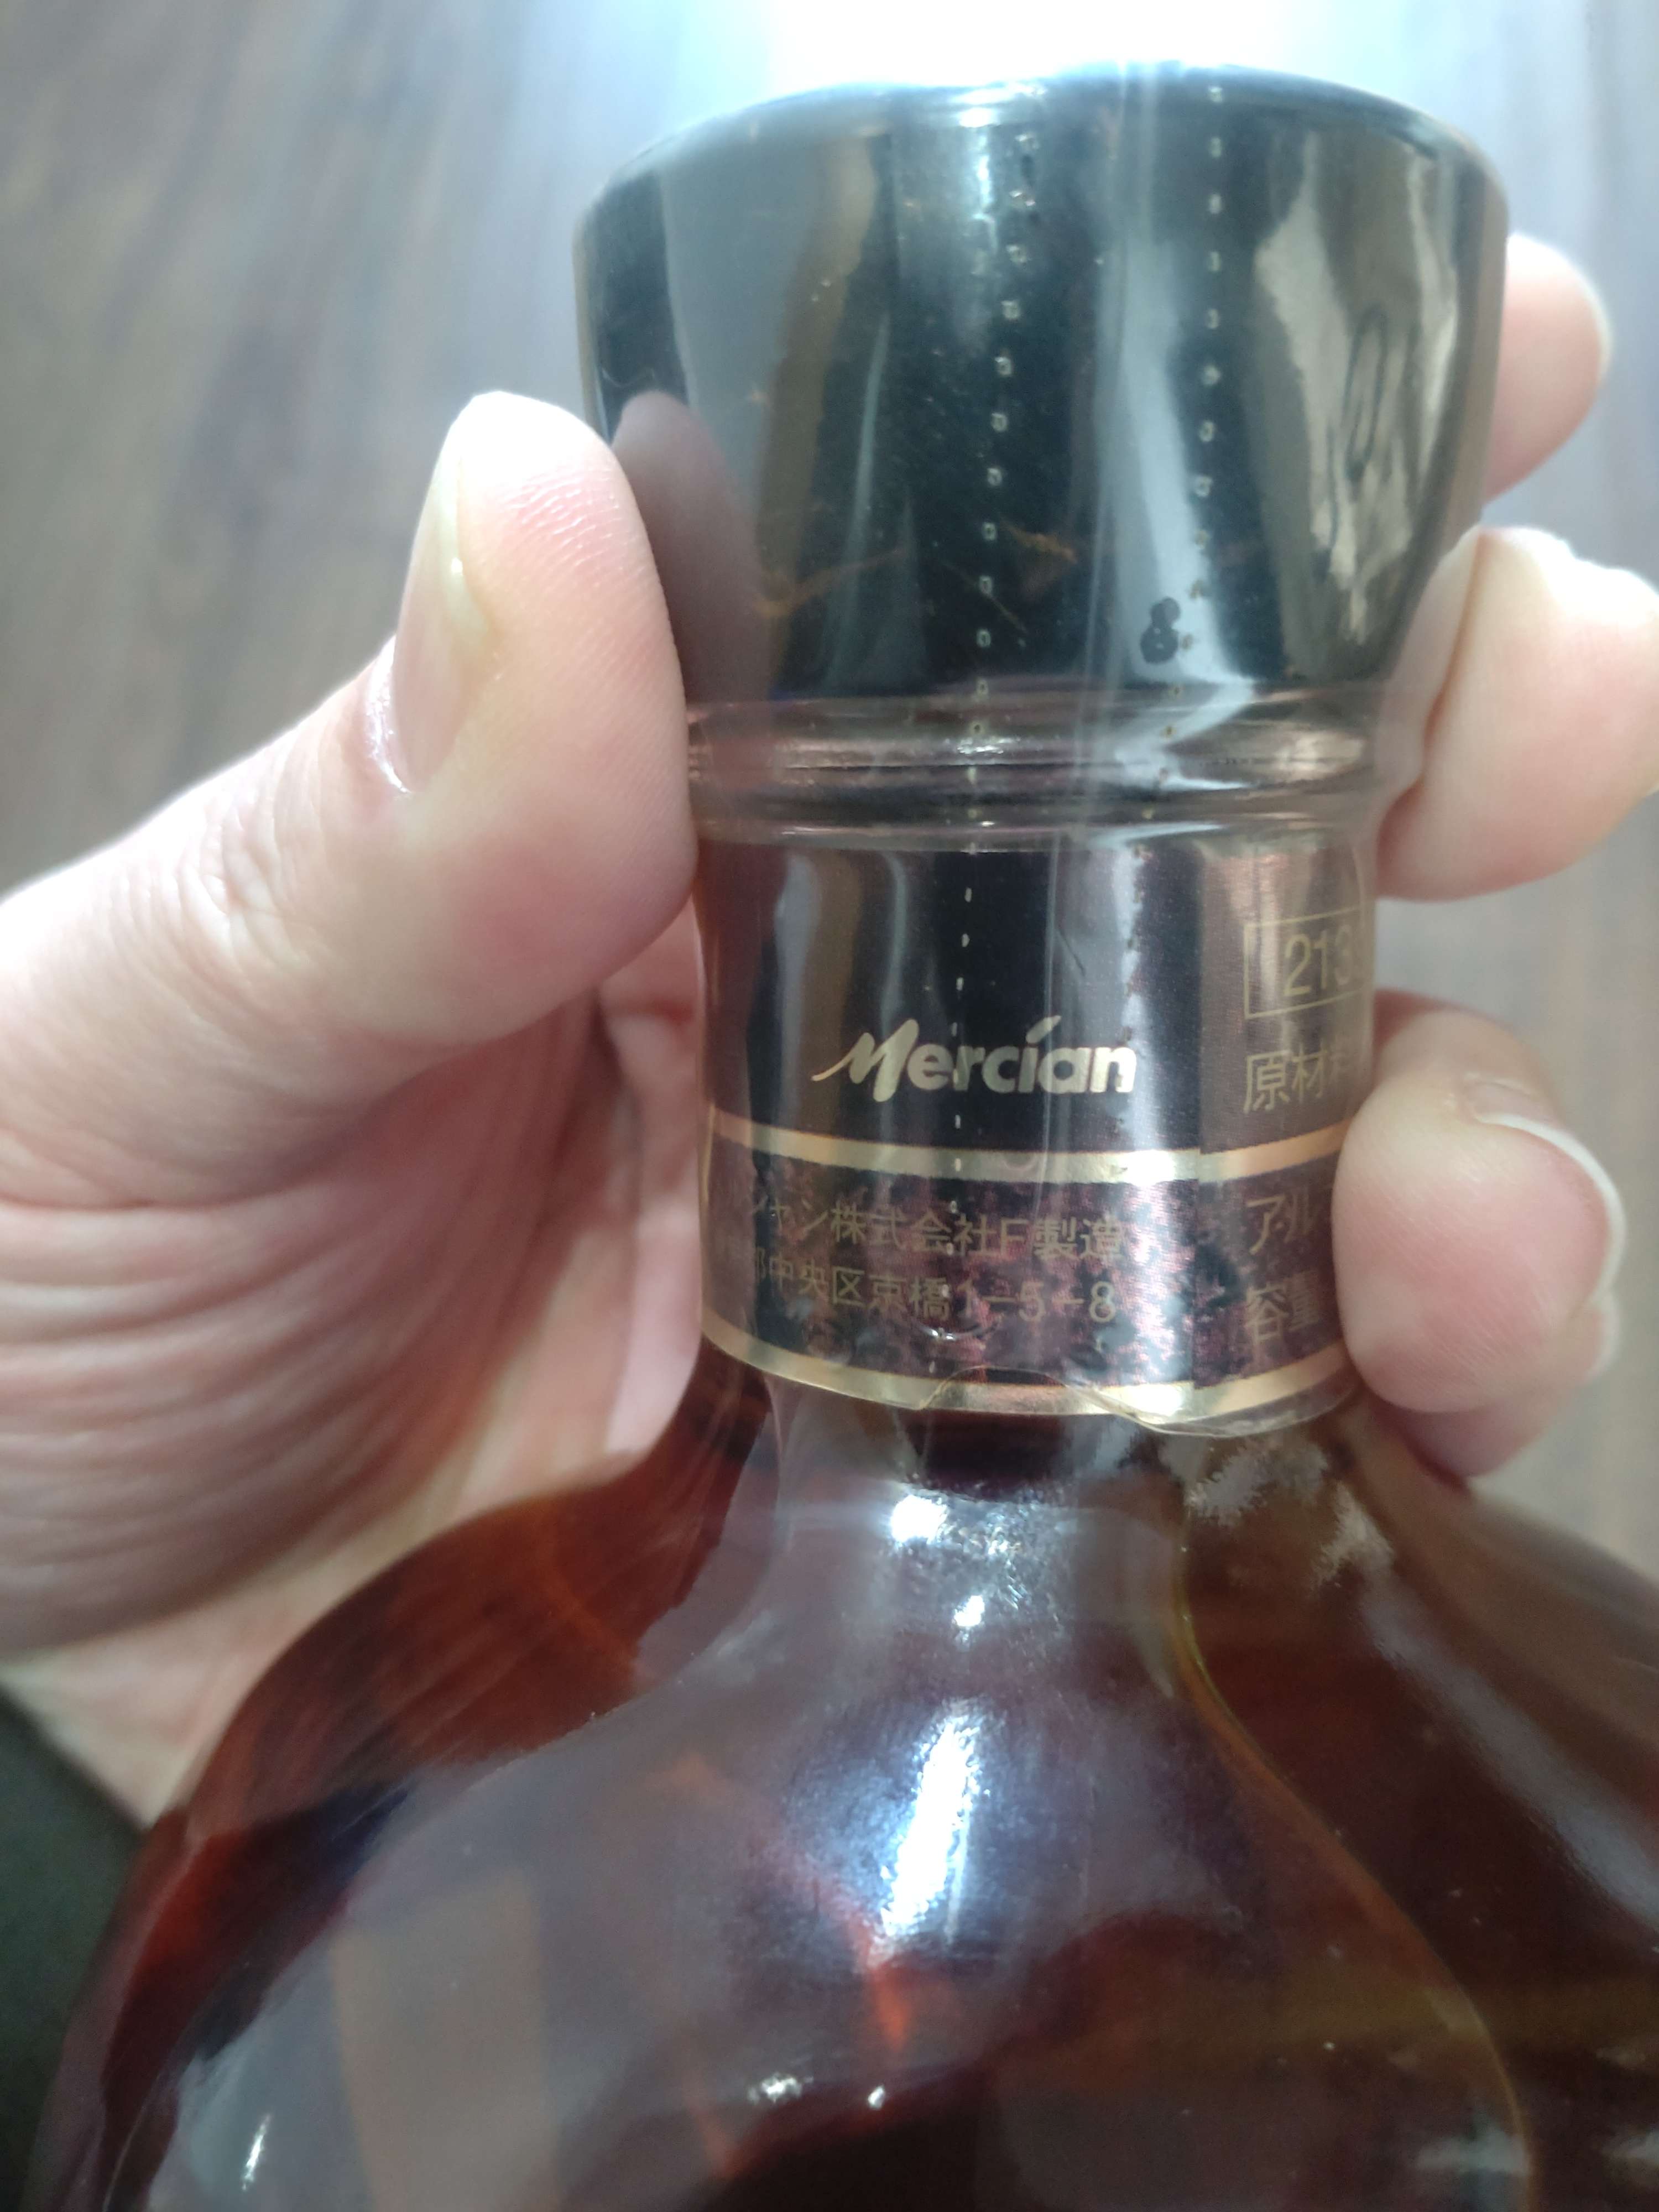 Mercian
シャン株式会社F製造
都中央区京橋1-5-8
213
原材料
アル
容量